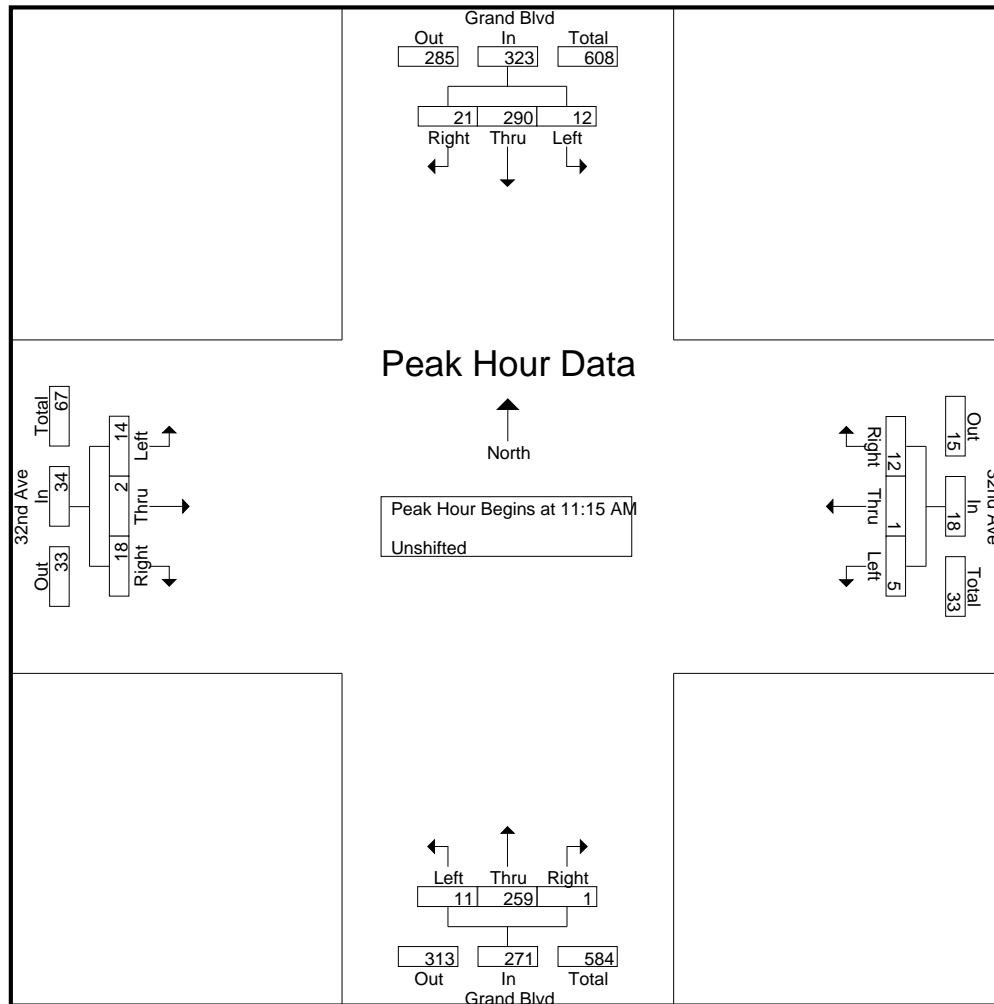 Grand Blvd
Out In Total
285 323 608
21 290 12
Right Thru Left
Peak Hour Data
North
Peak Hour Begins at 11:15 AM
Unshifted
32nd Ave
Total In Out
67 34 33
14 2 18
Left Thru Right
Right Thru Left
12 1 5
Out In Total
15 18 33
32nd Ave
Left Thru Right
11 259 1
313 271 584
Out In Total
Grand Blvd